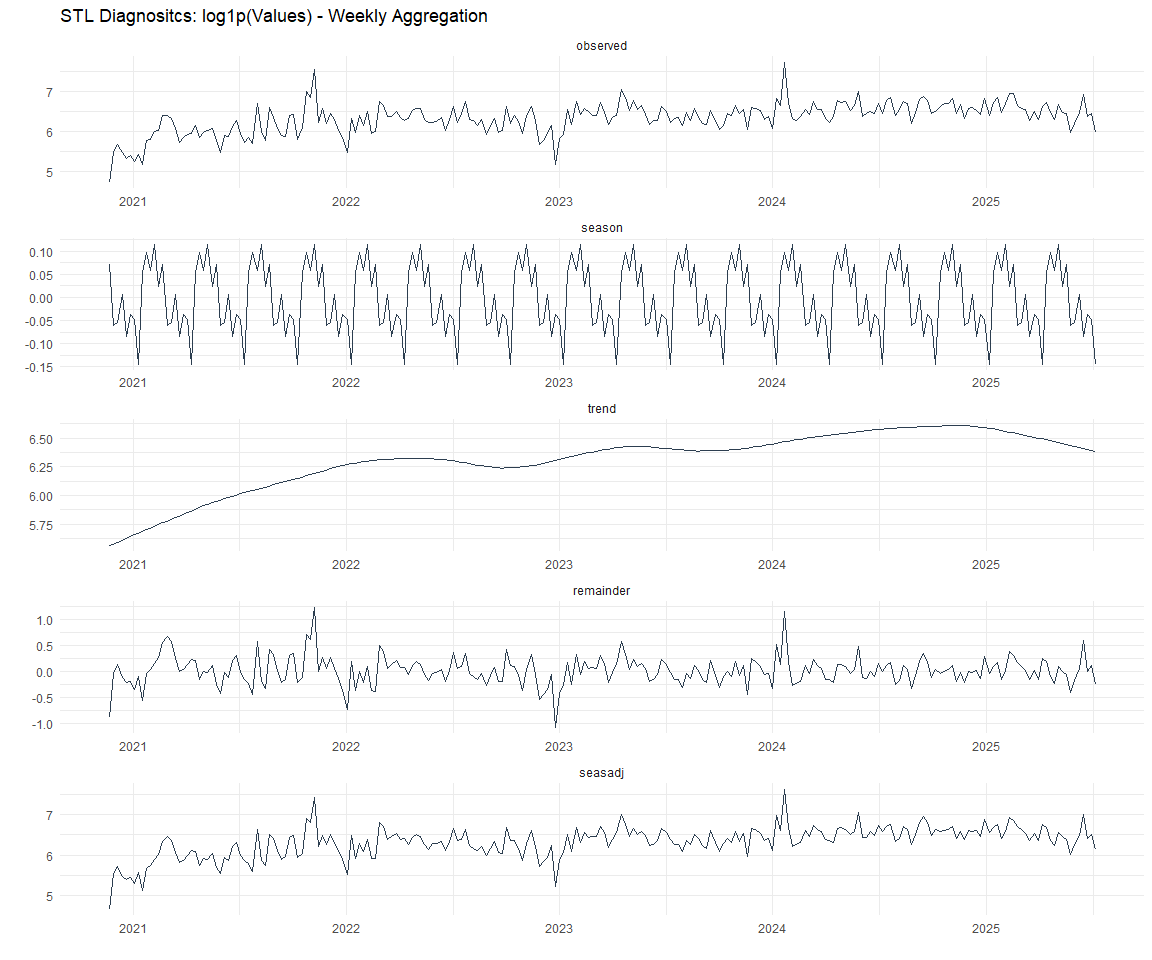 STL Diagnositcs: log1p(Values) - Weekly Aggregation
observed
7
6
5
2021 2022 2023 2024 2025
season
0.10
0.05
0.00
-0.05
-0.10
-0.15
2021 2022 2023 2024 2025
trend
6.50
6.25
6.00
5.75
2021 2022 2023 2024 2025
remainder
1.0
0.5
0.0
-0.5
-1.0
2021 2022 2023 2024 2025
seasadj
7
6
5
2021 2022 2023 2024 2025